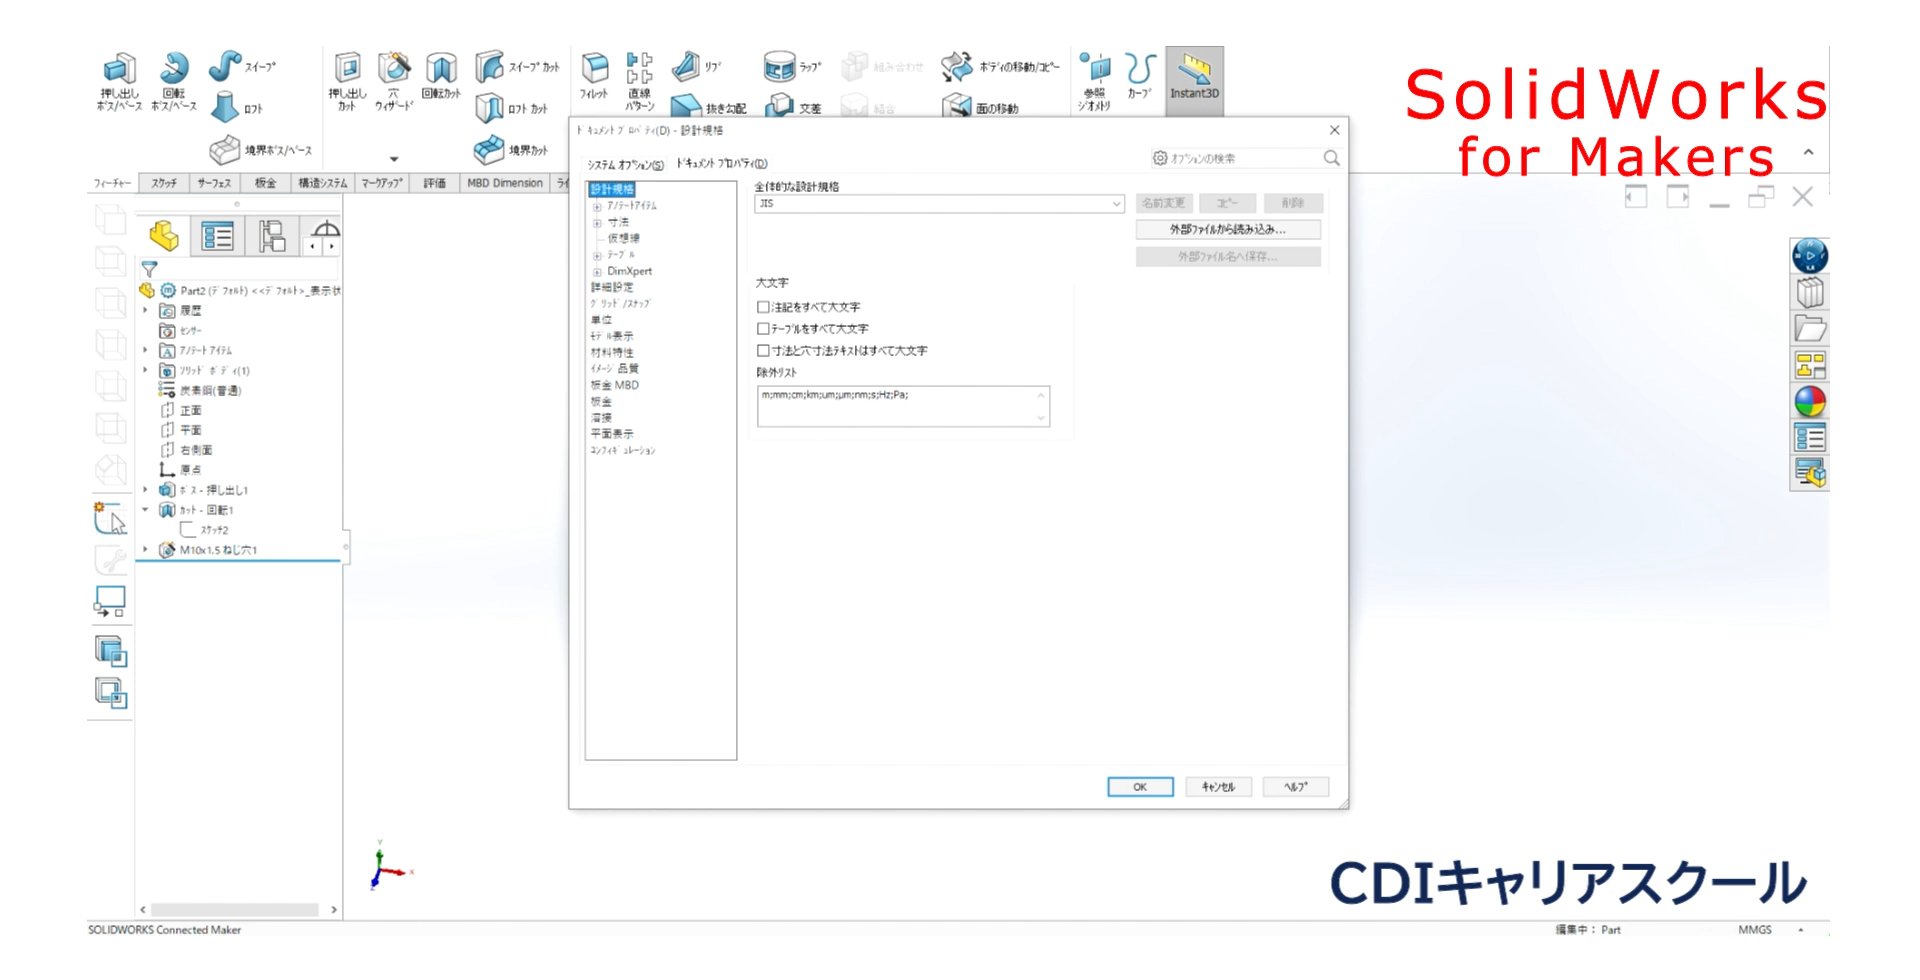 SolidWorks
for Makers
押し出し
ボス/ベース
回転
ボス/ベース
スイープ
ロフト
境界ボス/ベース
押し出し
カット
穴
ウィザード
回転カット
スイープ カット
ロフト カット
境界カット
フィレット
直線
パターン
リブ
抜き勾配
ラップ
交差
組み合わせ
結合
ボディの移動/コピー
面の移動
参照
ジオメトリ
カーブ
Instant3D
フィーチャー
スケッチ
サーフェス
板金
構造システム
マークアップ
評価
MBD Dimension
Part2 (デフォルト) <<デフォルト>_表示状
履歴
センサー
アノテート アイテム
ソリッド ボディ(1)
炭素鋼(普通)
正面
平面
右側面
原点
ボス - 押し出し1
カット - 回転1
スケッチ2
M10x1.5 ねじ穴1
ドキュメント プロパティ(D) - 設計規格
システム オプション(S)
ドキュメント プロパティ(D)
オプションの検索
設計規格
アノテートアイテム
寸法
仮想線
テーブル
DimXpert
詳細設定
グリッド/スナップ
単位
モデル表示
材料特性
イメージ品質
板金 MBD
板金
溶接
平面表示
コンフィギュレーション
全体的な設計規格
JIS
名前変更
コピー
削除
外部ファイルから読み込み...
外部ファイル名へ保存...
大文字
注記をすべて大文字
テーブルをすべて大文字
寸法と穴寸法テキストはすべて大文字
除外リスト
m;mm;cm;km;um;µm;nm;s;Hz;Pa;
OK
キャンセル
ヘルプ
Y
X
Z
CDIキャリアスクール
SOLIDWORKS Connected Maker
編集中： Part
MMGS